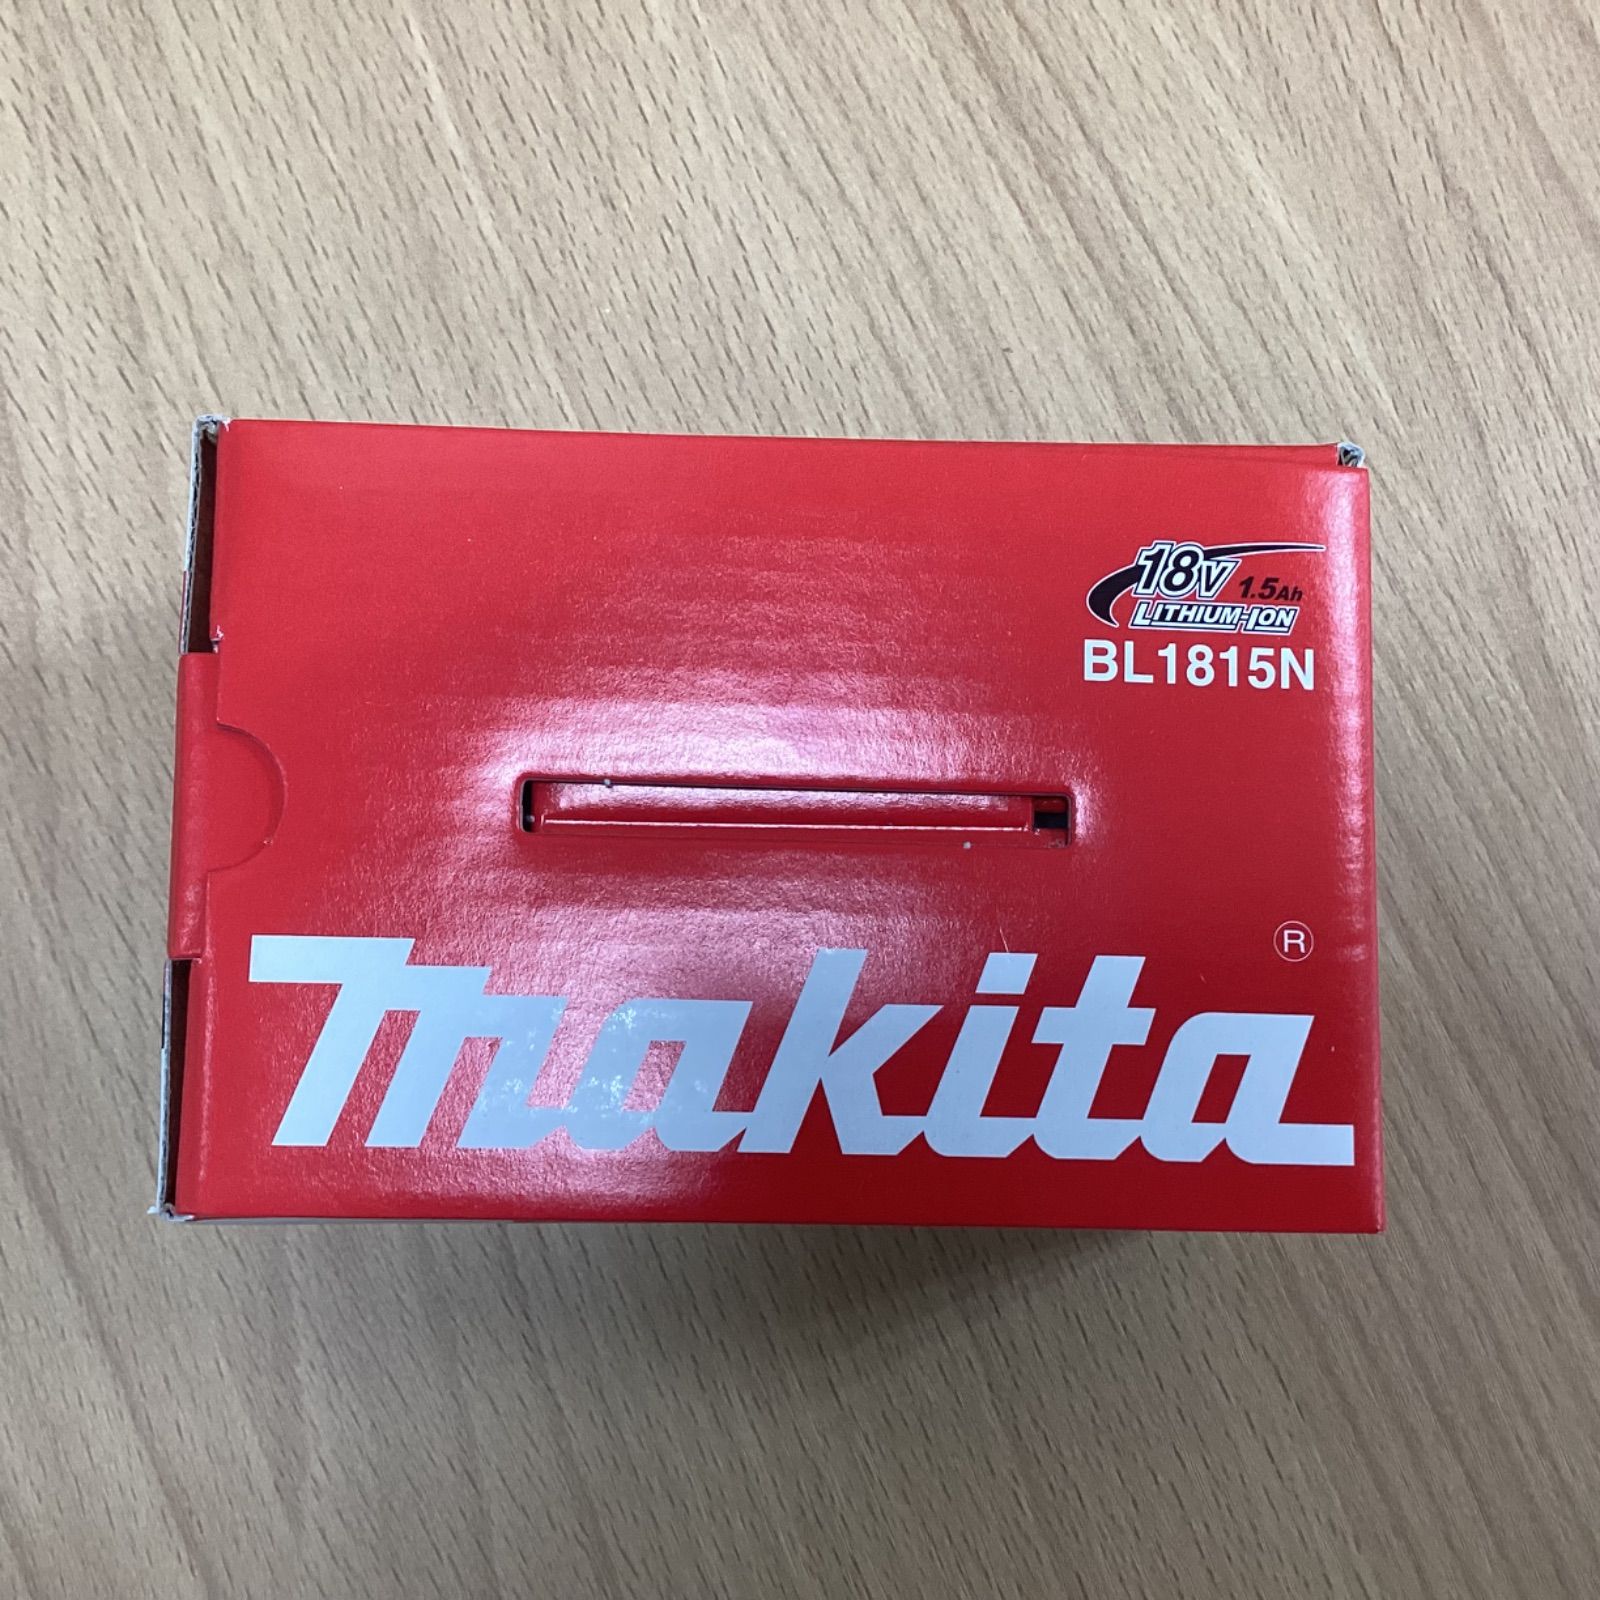 18V 1.5Ah
LITHIUM-ION
BL1815N
®
makita